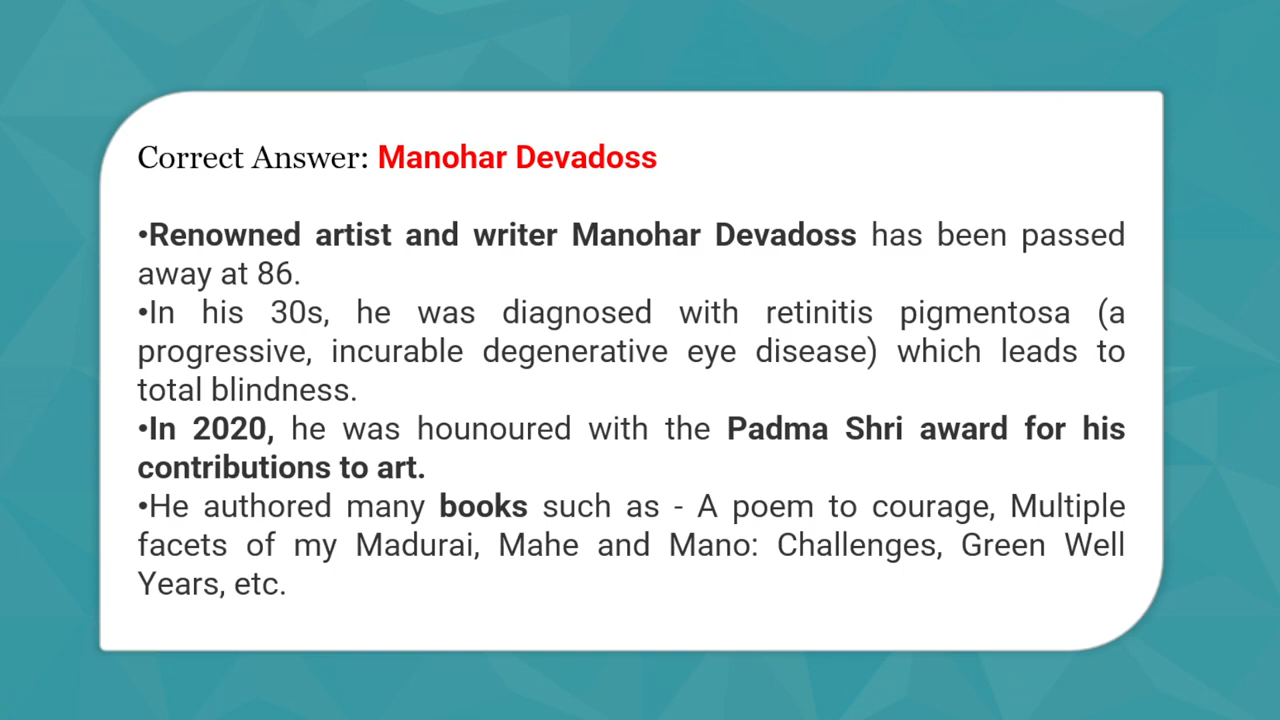 Correct Answer: Manohar Devadoss
•Renowned artist and writer Manohar Devadoss has been passed
away at 86.
•In his 30s, he was diagnosed with retinitis pigmentosa (a
progressive, incurable degenerative eye disease) which leads to
total blindness.
•In 2020, he was hounoured with the Padma Shri award for his
contributions to art.
•He authored many books such as - A poem to courage, Multiple
facets of my Madurai, Mahe and Mano: Challenges, Green Well
Years, etc.